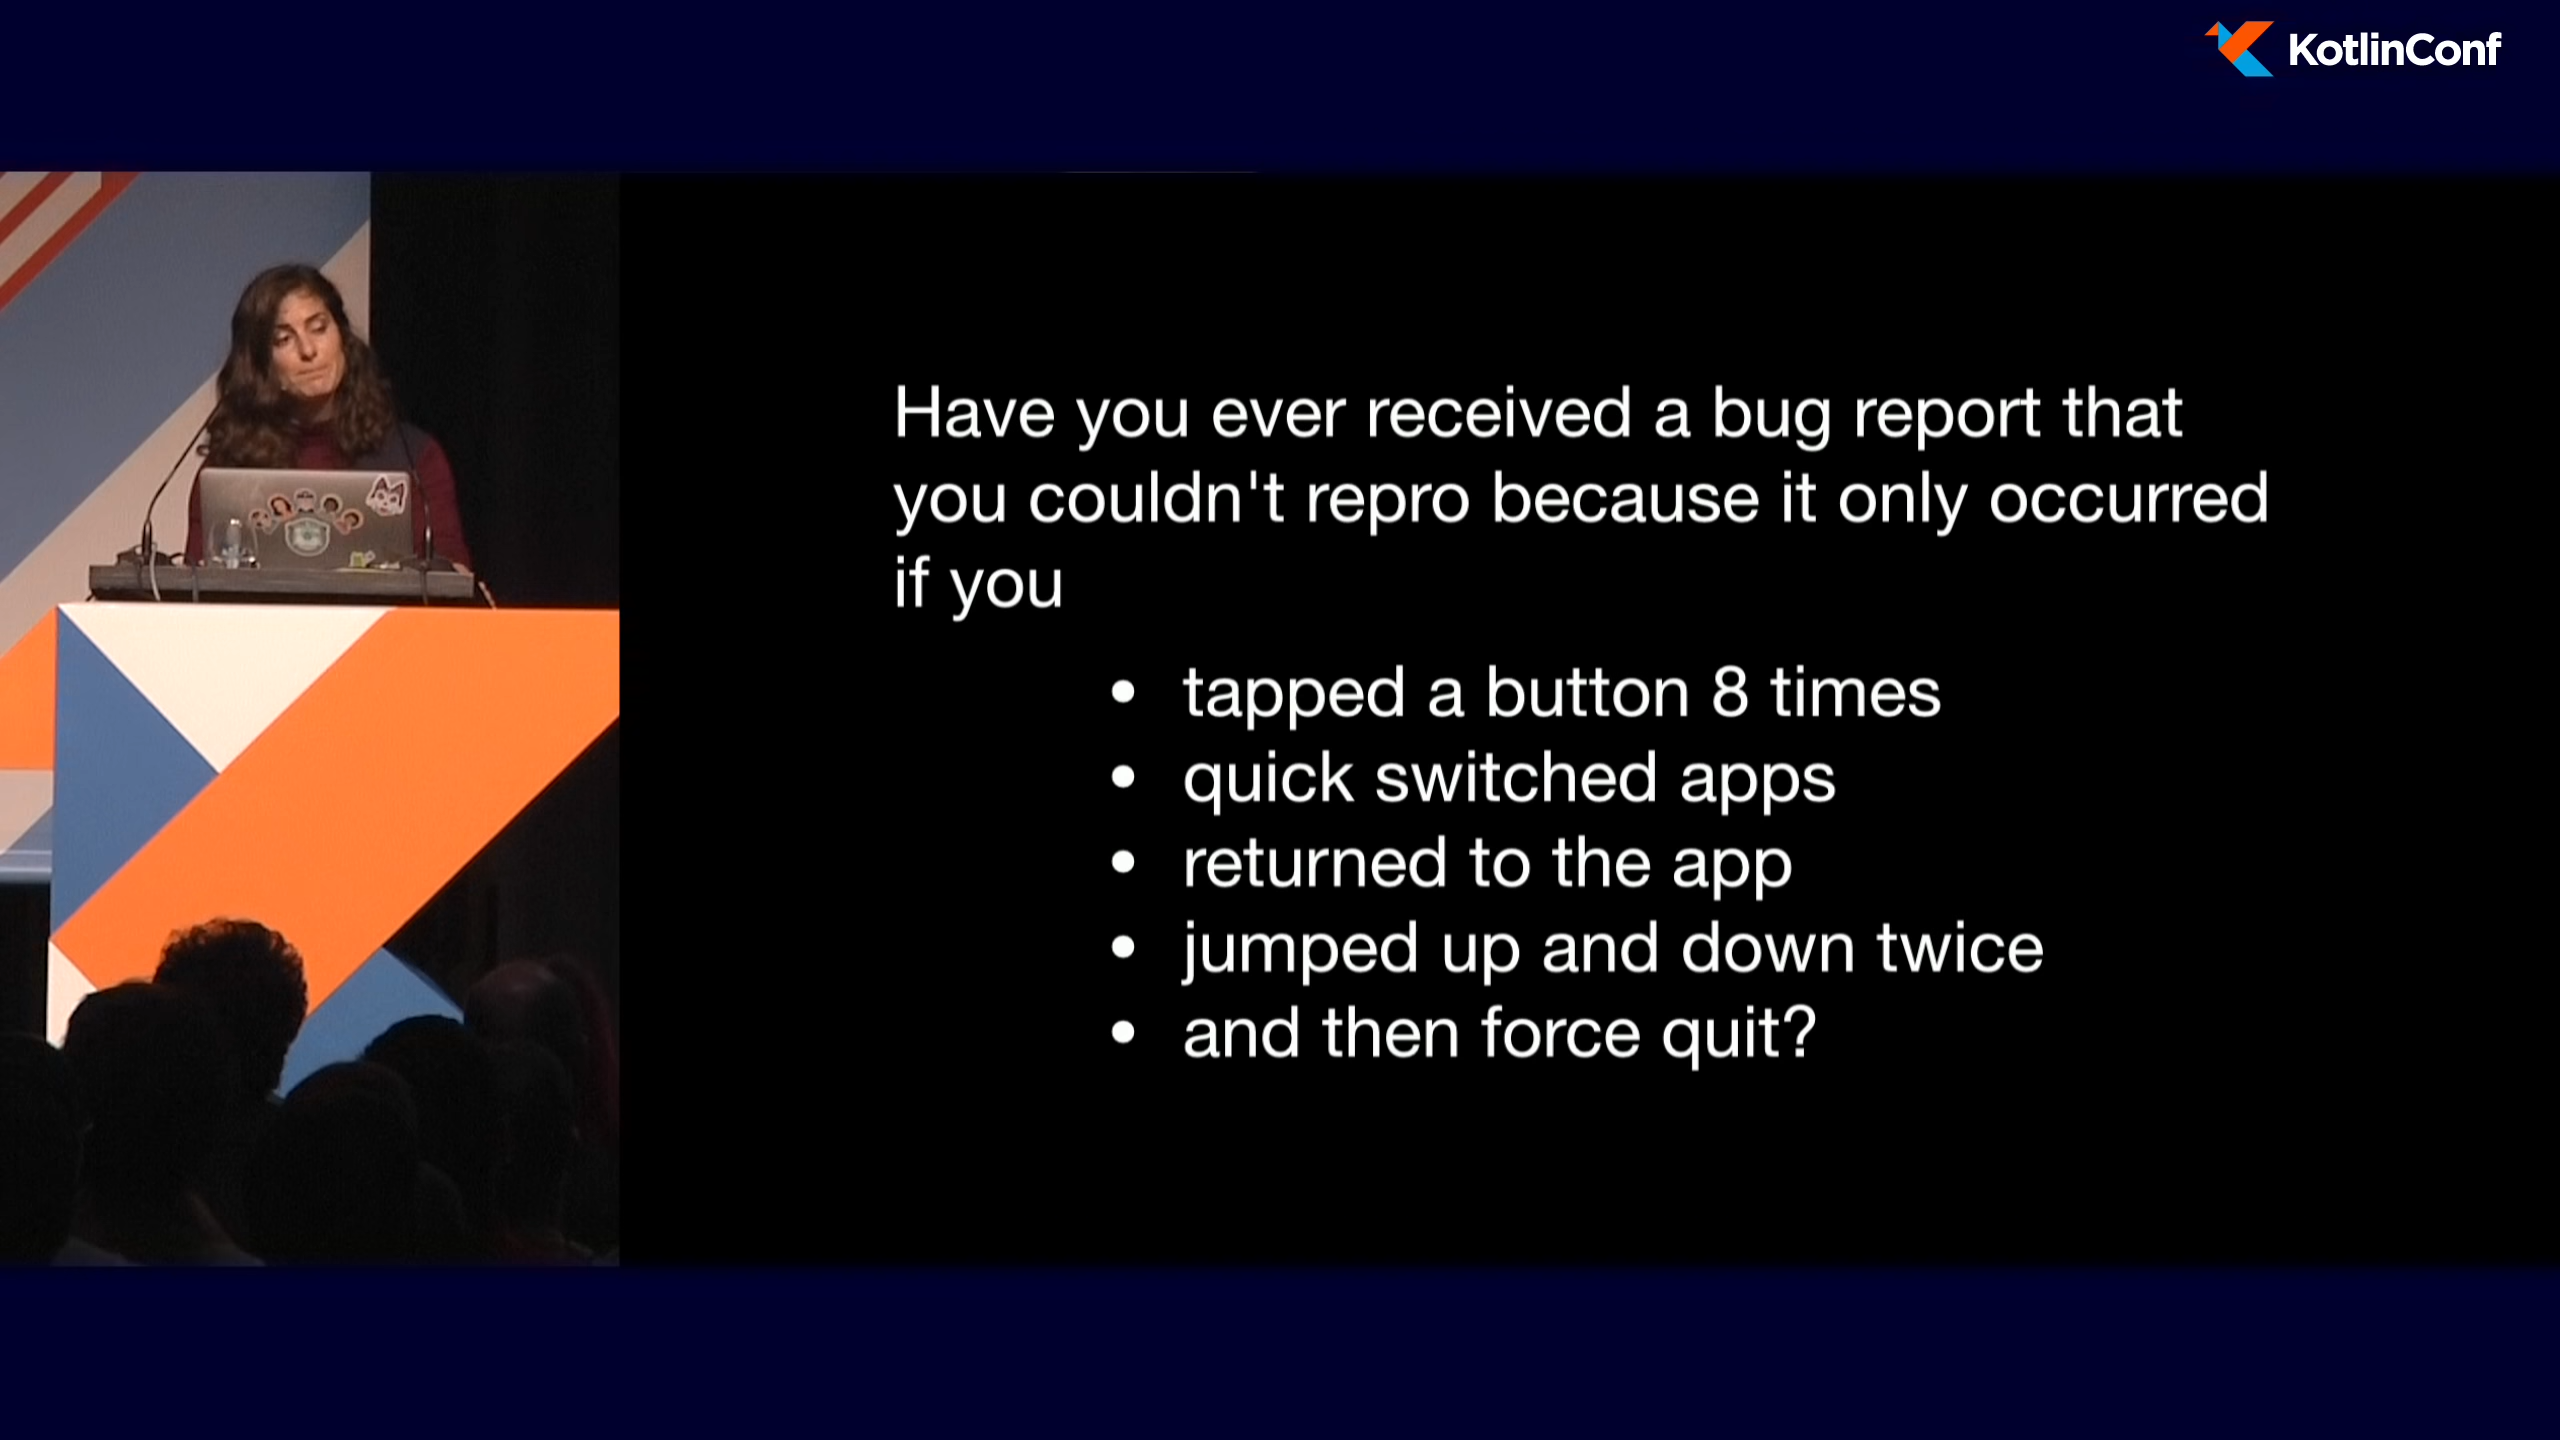 KotlinConf
Have you ever received a bug report that
you couldn't repro because it only occurred
if you
• tapped a button 8 times
• quick switched apps
• returned to the app
• jumped up and down twice
• and then force quit?